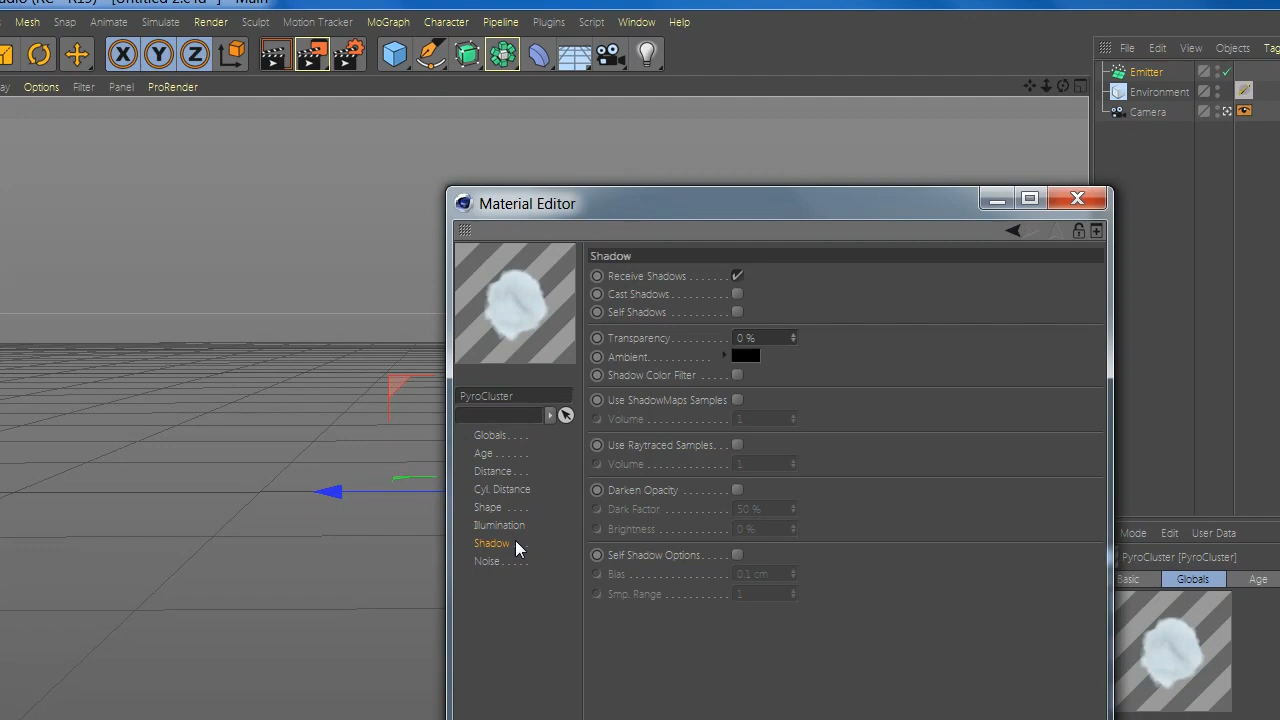 Mesh Snap Animate Simulate Render Sculpt Motion Tracker MoGraph Character Pipeline Plugins Script Window Help
X Y Z
File Edit View Objects
Options Filter Panel ProRender
Emitter
Environment
Camera
Material Editor
Shadow
Receive Shadows
Cast Shadows
Self Shadows
Transparency 0 %
Ambient
Shadow Color Filter
Use ShadowMaps Samples
Volume 1
Use Raytraced Samples
Volume 1
Darken Opacity
Dark Factor 50 %
Brightness 0 %
Self Shadow Options
Bias 0.1 cm
Smp. Range 1
PyroCluster
Globals
Age
Distance
Cyl. Distance
Shape
Illumination
Shadow
Noise
Mode Edit User Data
PyroCluster [PyroCluster]
Basic Globals Age